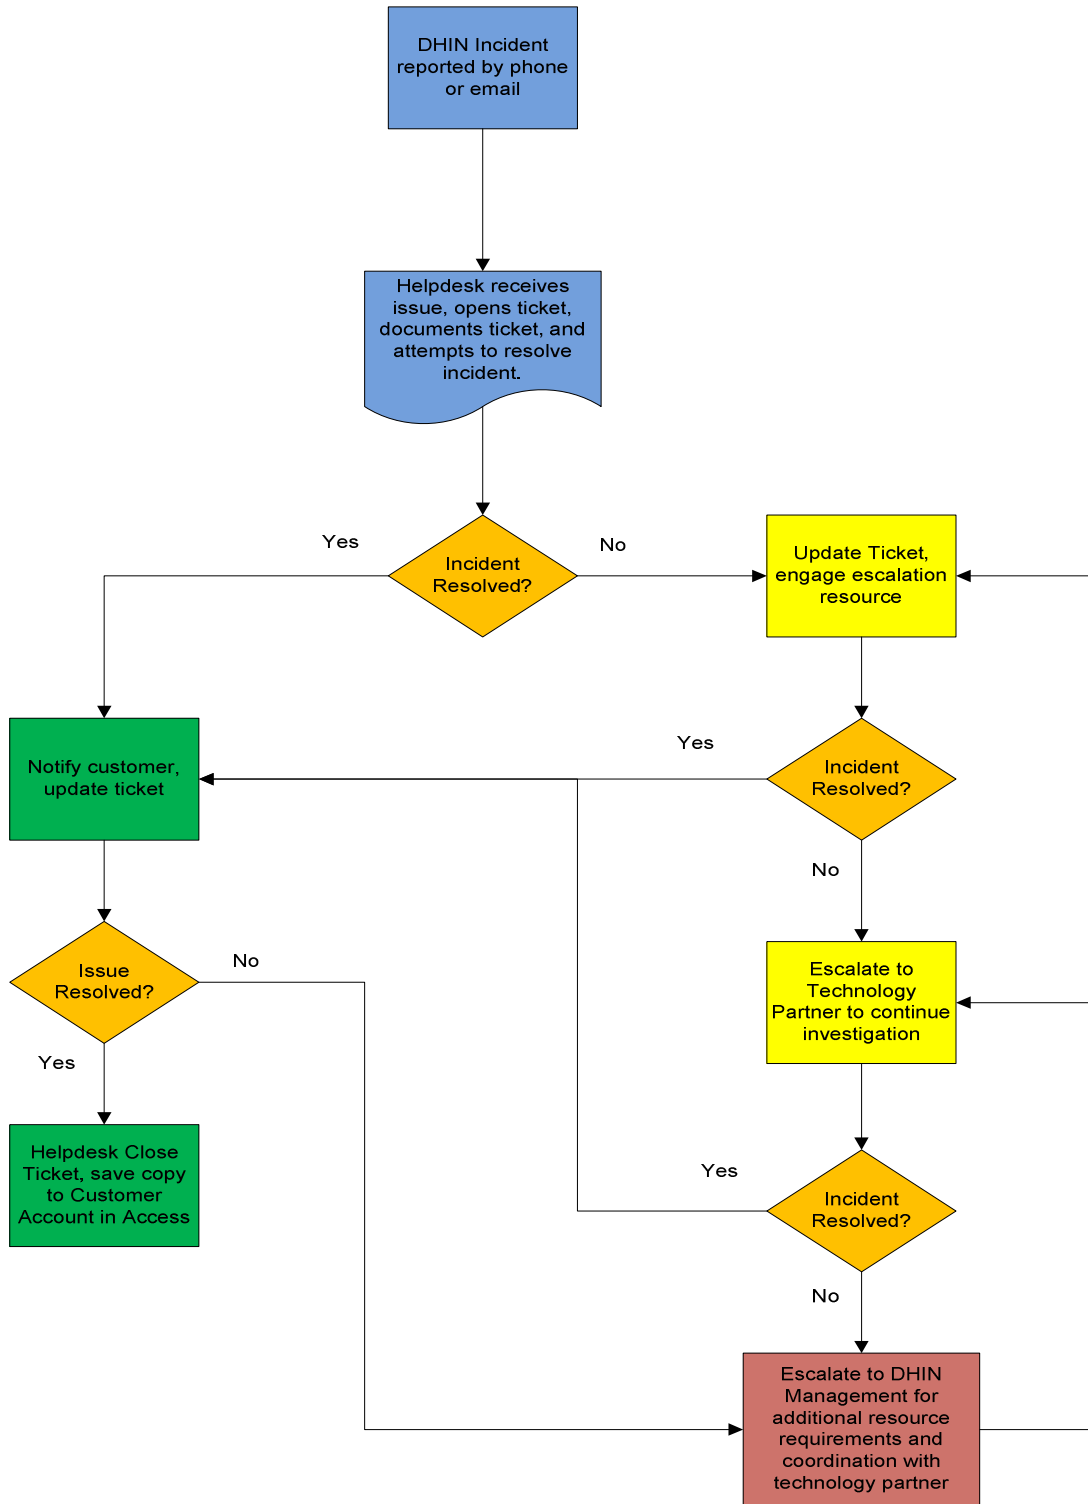 DHIN Incident
reported by phone
or email
Helpdesk receives
issue, opens ticket,
documents ticket, and
attempts to resolve
incident.
Yes
Incident
Resolved?
No
Update Ticket,
engage escalation
resource
Notify customer,
update ticket
Yes
Incident
Resolved?
No
Issue
Resolved?
No
Escalate to
Technology
Partner to continue
investigation
Yes
Helpdesk Close
Ticket, save copy
to Customer
Account in Access
Yes
Incident
Resolved?
No
Escalate to DHIN
Management for
additional resource
requirements and
coordination with
technology partner